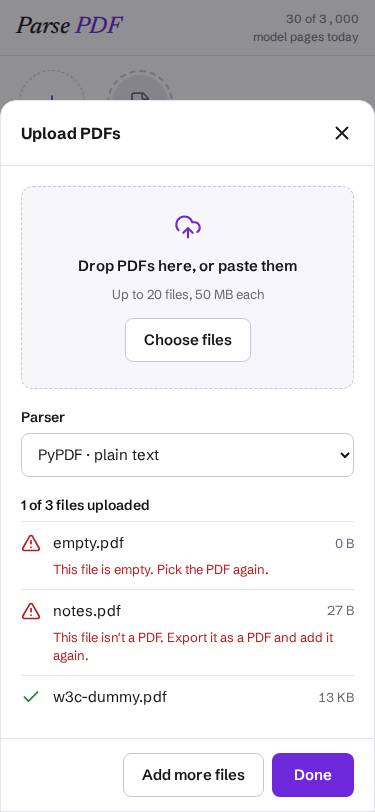 Parse PDF
30 of 3,000
model pages today
Upload PDFs
Drop PDFs here, or paste them
Up to 20 files, 50 MB each
Choose files
Parser
PyPDF · plain text
1 of 3 files uploaded
empty.pdf 0 B
This file is empty. Pick the PDF again.
notes.pdf 27 B
This file isn't a PDF. Export it as a PDF and add it
again.
w3c-dummy.pdf 13 KB
Add more files Done